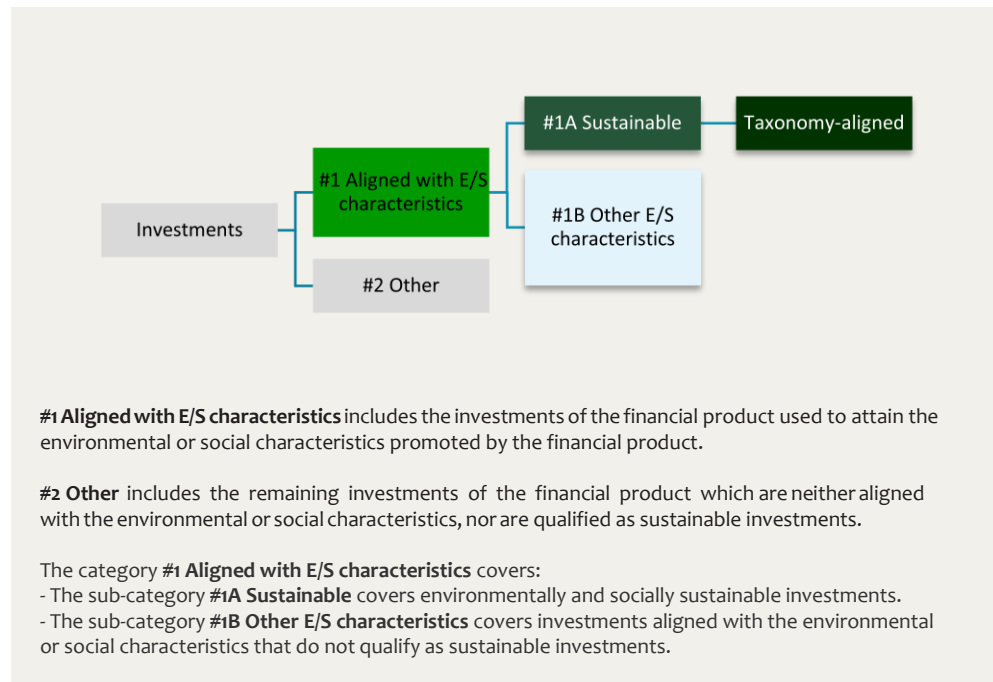 #1A Sustainable
Taxonomy-aligned
#1 Aligned with E/S
characteristics
#1B Other E/S
characteristics
Investments
#2 Other
#1 Aligned with E/S characteristics includes the investments of the financial product used to attain the
environmental or social characteristics promoted by the financial product.
#2 Other includes the remaining investments of the financial product which are neither aligned
with the environmental or social characteristics, nor are qualified as sustainable investments.
The category #1 Aligned with E/S characteristics covers:
- The sub-category #1A Sustainable covers environmentally and socially sustainable investments.
- The sub-category #1B Other E/S characteristics covers investments aligned with the environmental
or social characteristics that do not qualify as sustainable investments.